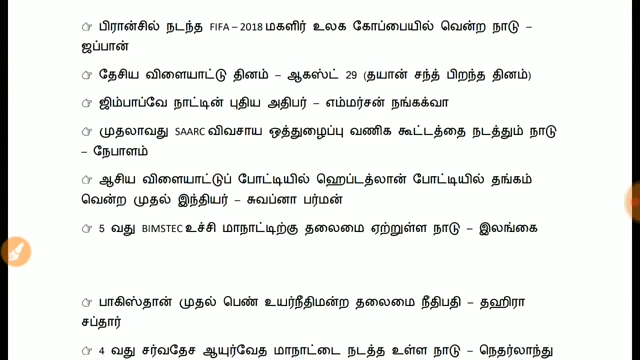 ☞ பிரான்சில் நடந்த FIFA – 2018 மகளிர் உலக கோப்பையில் வென்ற நாடு –
ஜப்பான்
☞ தேசிய விளையாட்டு தினம் – ஆகஸ்ட் 29 (தயான் சந்த் பிறந்த தினம்)
☞ ஜிம்பாப்வே நாட்டின் புதிய அதிபர் – எம்மர்சன் நங்கக்வா
☞ முதலாவது SAARC விவசாய ஒத்துழைப்பு வணிக கூட்டத்தை நடத்தும் நாடு
– நேபாளம்
☞ ஆசிய விளையாட்டுப் போட்டியில் ஹெப்டத்லான் போட்டியில் தங்கம்
வென்ற முதல் இந்தியர் – சுவப்னா பர்மன்
☞ 5 வது BIMSTEC உச்சி மாநாட்டிற்கு தலைமை ஏற்றுள்ள நாடு – இலங்கை
☞ பாகிஸ்தான் முதல் பெண் உயர்நீதிமன்ற தலைமை நீதிபதி – தஹிரா
சப்தார்
☞ 4 வது சர்வதேச ஆயுர்வேத மாநாட்டை நடத்த உள்ள நாடு – நெதர்லாந்து